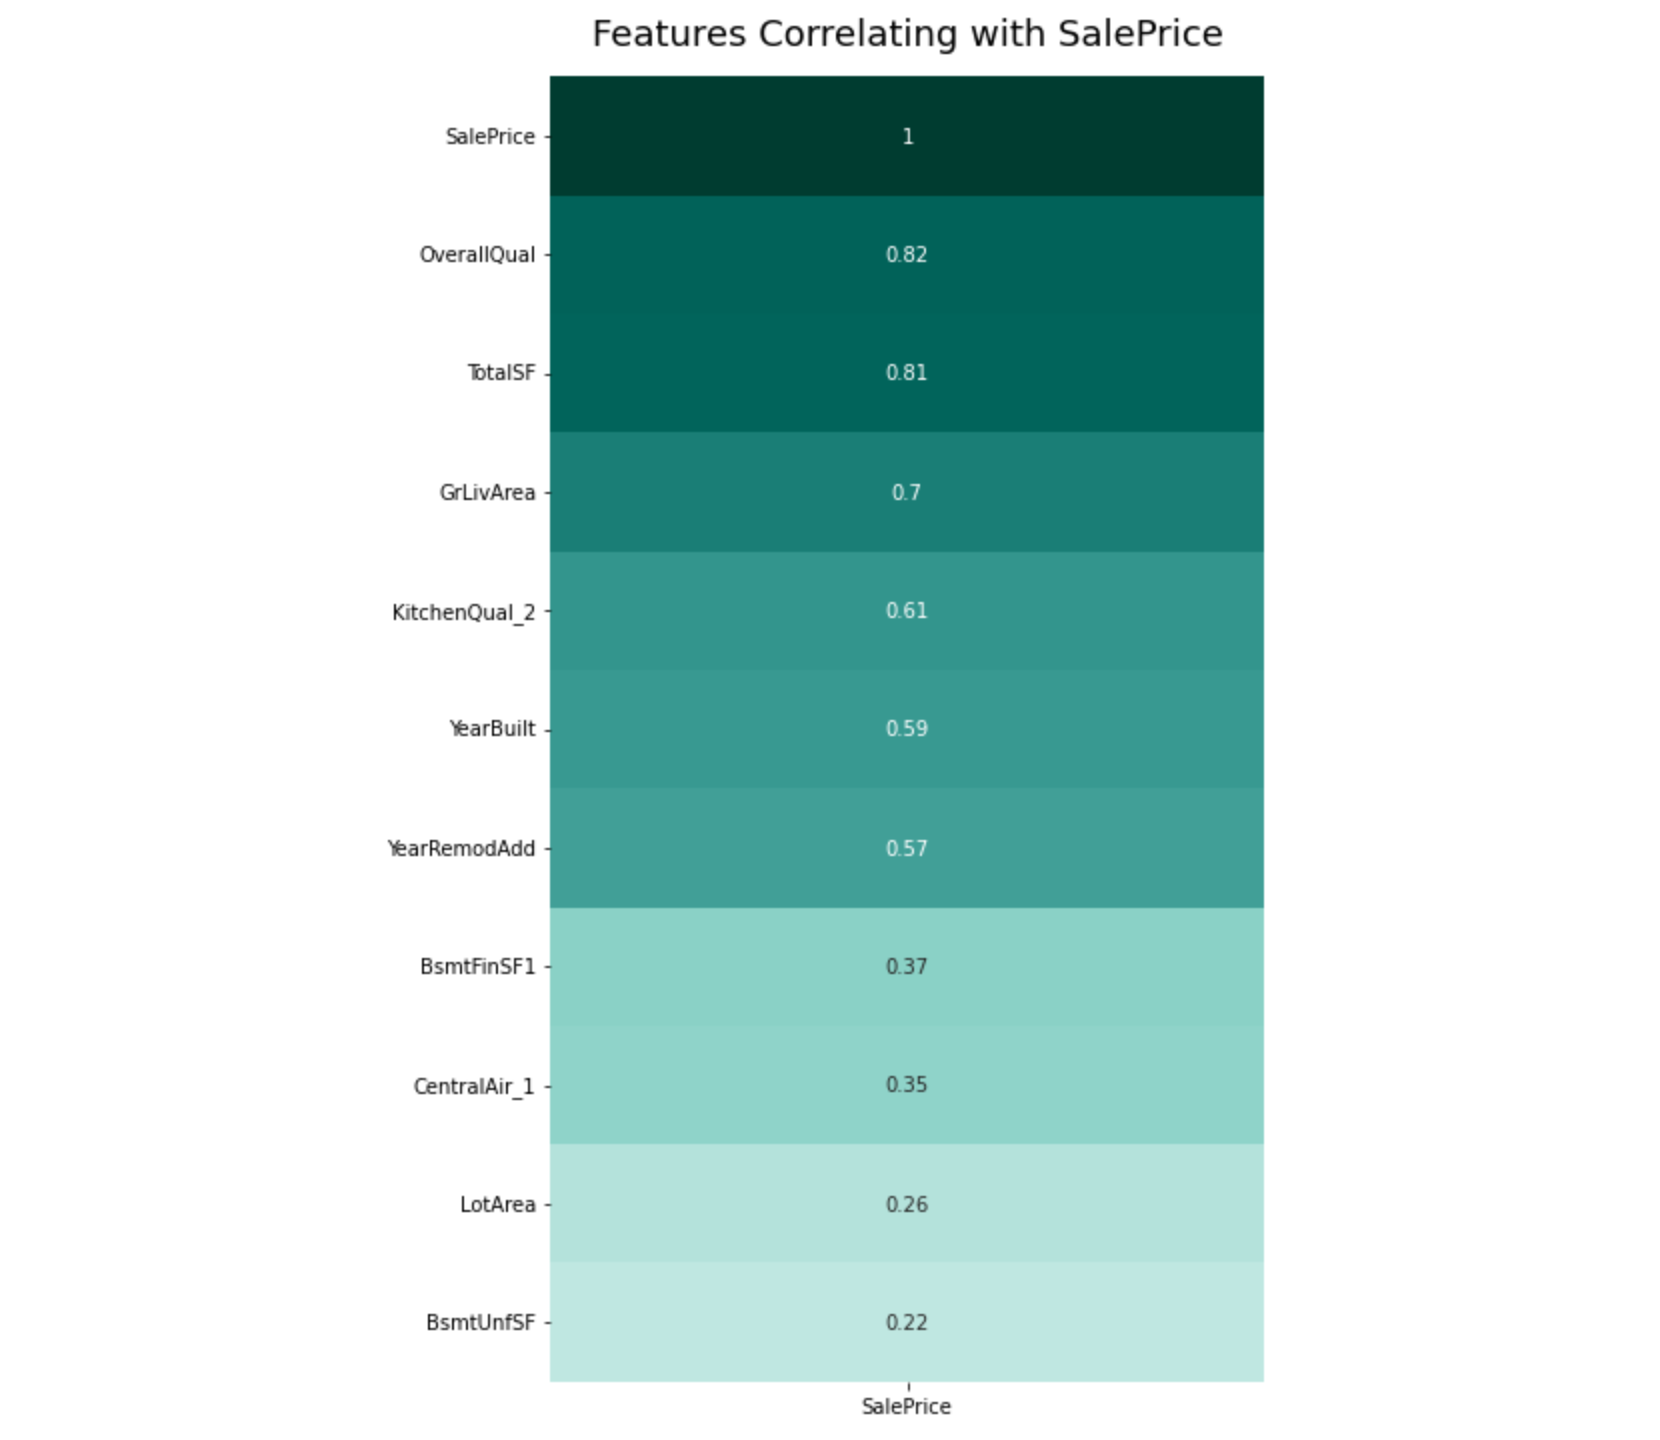 Features Correlating with SalePrice
SalePrice 1
OverallQual 0.82
TotalSF 0.81
GrLivArea 0.7
KitchenQual_2 0.61
YearBuilt 0.59
YearRemodAdd 0.57
BsmtFinSF1 0.37
CentralAir_1 0.35
LotArea 0.26
BsmtUnfSF 0.22
SalePrice